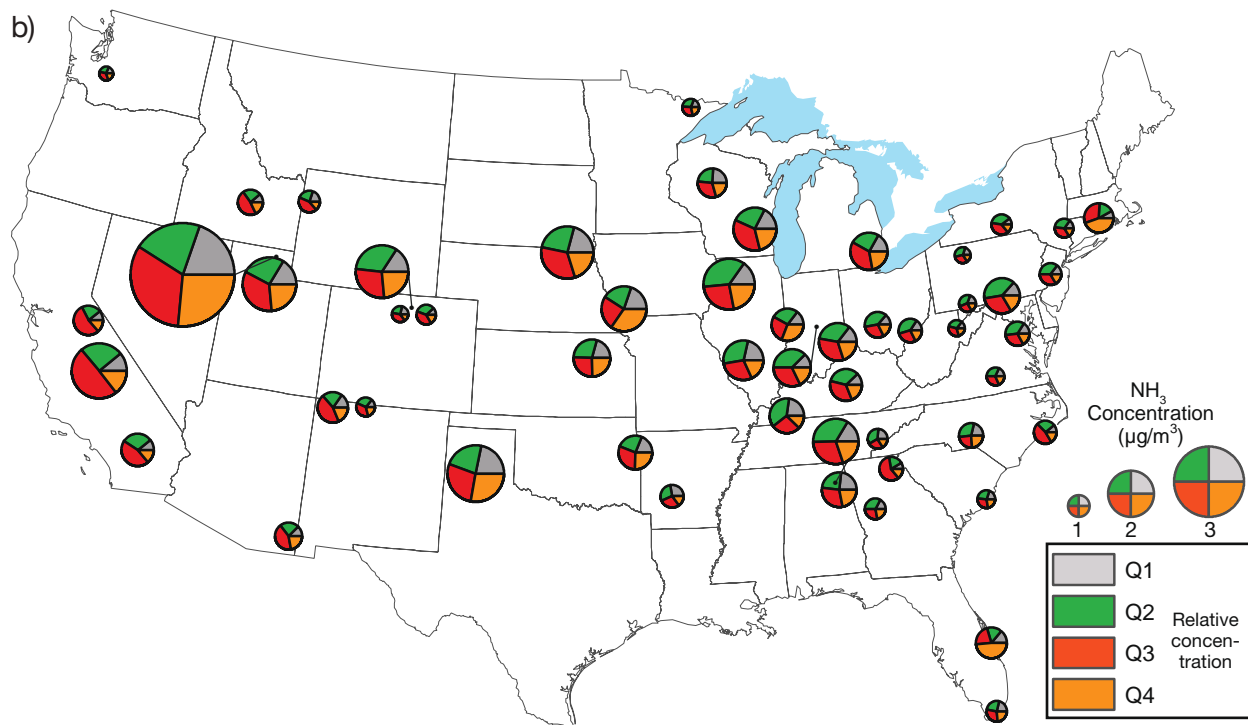 b)
NH3
Concentration
(µg/m3)
1 2 3
Q1
Q2
Q3
Q4
Relative
concen-
tration